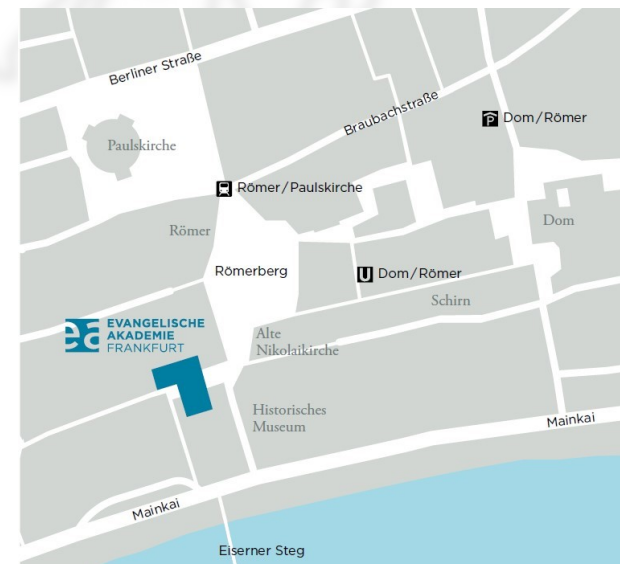 Berliner Straße
Braubachstraße
P Dom/Römer
Paulskirche
Römer/Paulskirche
Dom
Römer
Römerberg
U Dom/Römer
Schirn
ea EVANGELISCHE
AKADEMIE
FRANKFURT
Alte
Nikolaikirche
Historisches
Museum
Mainkai
Mainkai
Eiserner Steg